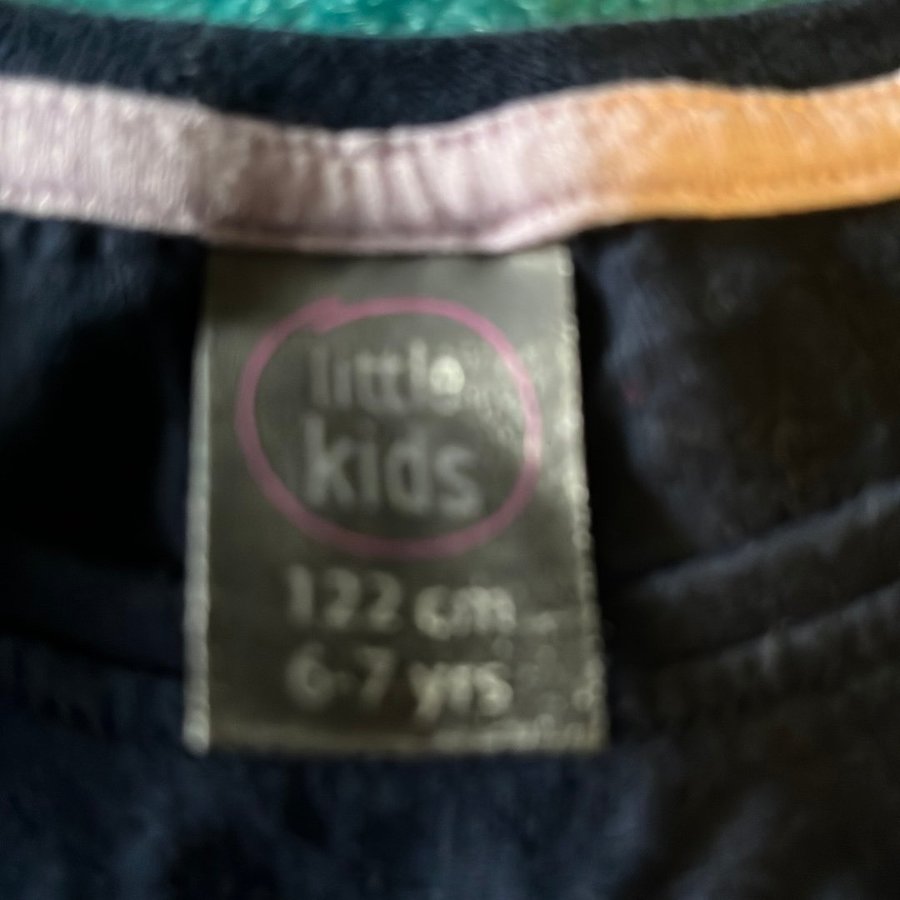 little
kids
122 cm
6-7 yrs